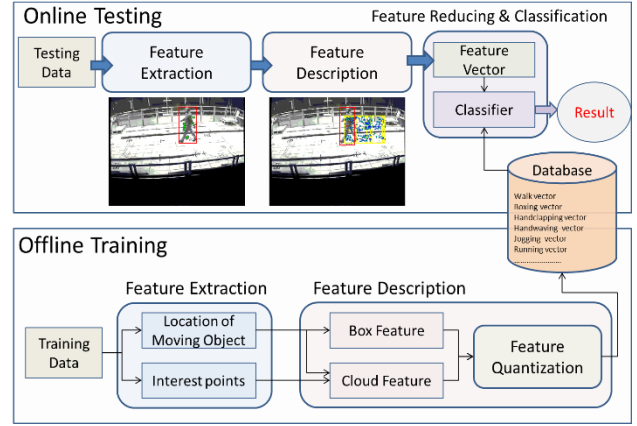 Online Testing
Feature Reducing & Classification
Testing
Data
Feature
Extraction
Feature
Description
Feature
Vector
Classifier
Result
Database
Walk vector
Boxing vector
Handclapping vector
Handwaving vector
Jogging vector
Running vector
........................
Offline Training
Feature Extraction
Feature Description
Training
Data
Location of
Moving Object
Interest points
Box Feature
Cloud Feature
Feature
Quantization